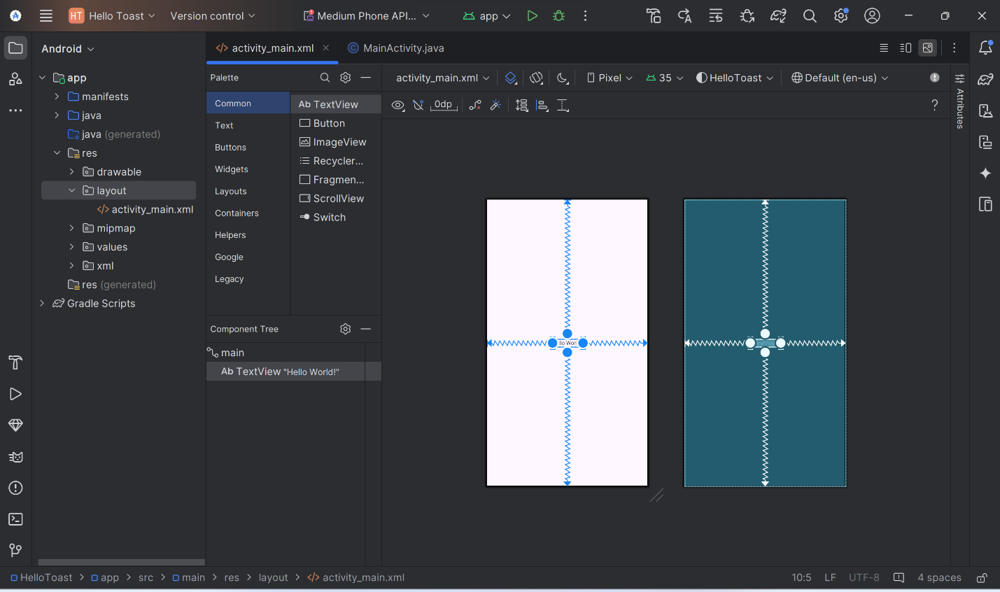 HT Hello Toast Version control Medium Phone API... app
Android
activity_main.xml MainActivity.java
app
manifests
java
java (generated)
res
drawable
layout
activity_main.xml
mipmap
values
xml
res (generated)
Gradle Scripts
Palette
Common
Text
Buttons
Widgets
Layouts
Containers
Helpers
Google
Legacy
Ab TextView
Button
ImageView
Recycler...
Fragmen...
ScrollView
Switch
Component Tree
main
Ab TextView "Hello World!"
activity_main.xml Pixel 35 HelloToast Default (en-us)
0dp ?
llo Worl
Attributes
HelloToast > app > src > main > res > layout > activity_main.xml 10:5 LF UTF-8 4 spaces